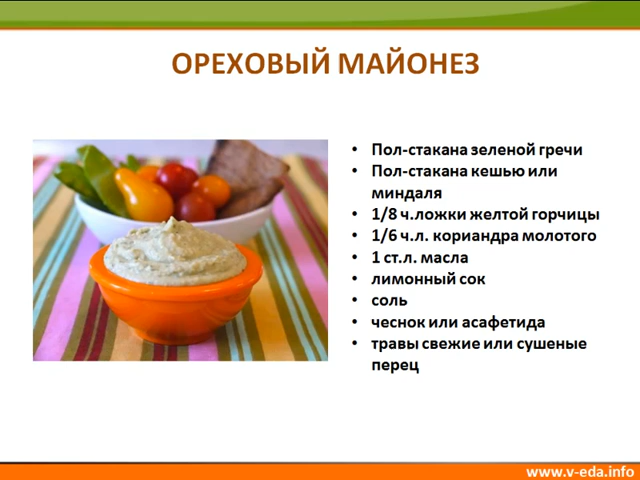 ОРЕХОВЫЙ МАЙОНЕЗ
• Пол-стакана зеленой гречи
• Пол-стакана кешью или
миндаля
• 1/8 ч.ложки желтой горчицы
• 1/6 ч.л. кориандра молотого
• 1 ст.л. масла
• лимонный сок
• соль
• чеснок или асафетида
• травы свежие или сушеные
перец
www.v-eda.info